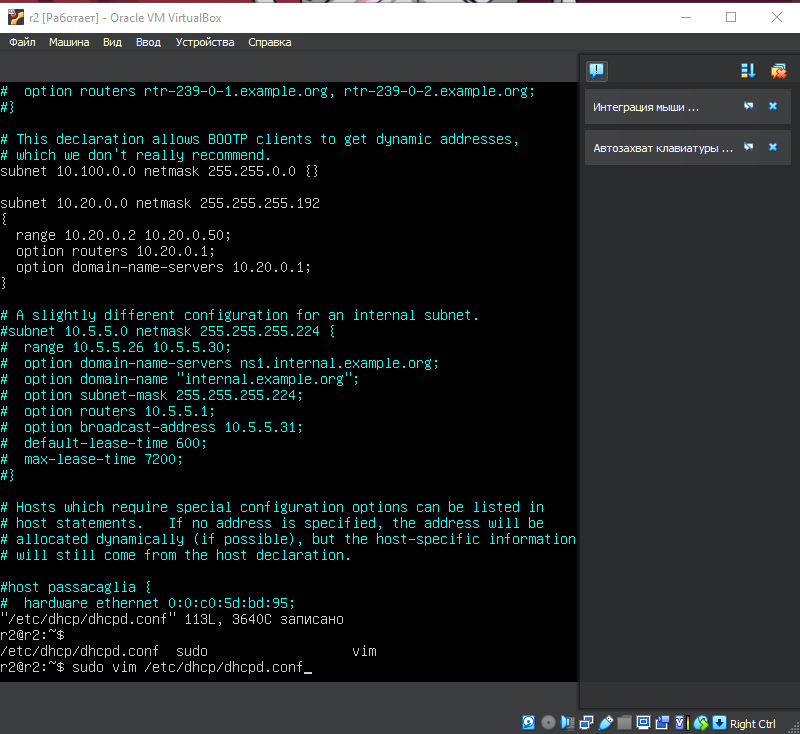 r2 [Работает] - Oracle VM VirtualBox
Файл Машина Вид Ввод Устройства Справка
#  option routers rtr-239-0-1.example.org, rtr-239-0-2.example.org;
#}
# This declaration allows BOOTP clients to get dynamic addresses,
# which we don't really recommend.
subnet 10.100.0.0 netmask 255.255.0.0 {}
subnet 10.20.0.0 netmask 255.255.255.192
{
  range 10.20.0.2 10.20.0.50;
  option routers 10.20.0.1;
  option domain-name-servers 10.20.0.1;
}
# A slightly different configuration for an internal subnet.
#subnet 10.5.5.0 netmask 255.255.255.224 {
#  range 10.5.5.26 10.5.5.30;
#  option domain-name-servers ns1.internal.example.org;
#  option domain-name "internal.example.org";
#  option subnet-mask 255.255.255.224;
#  option routers 10.5.5.1;
#  option broadcast-address 10.5.5.31;
#  default-lease-time 600;
#  max-lease-time 7200;
#}
# Hosts which require special configuration options can be listed in
# host statements.   If no address is specified, the address will be
# allocated dynamically (if possible), but the host-specific information
# will still come from the host declaration.
#host passacaglia {
#  hardware ethernet 0:0:c0:5d:bd:95;
"/etc/dhcp/dhcpd.conf" 113L, 3640C записано
r2@r2:~$
/etc/dhcp/dhcpd.conf  sudo                  vim
r2@r2:~$ sudo vim /etc/dhcp/dhcpd.conf_
Интеграция мыши ...
Автозахват клавиатуры ...
Right Ctrl